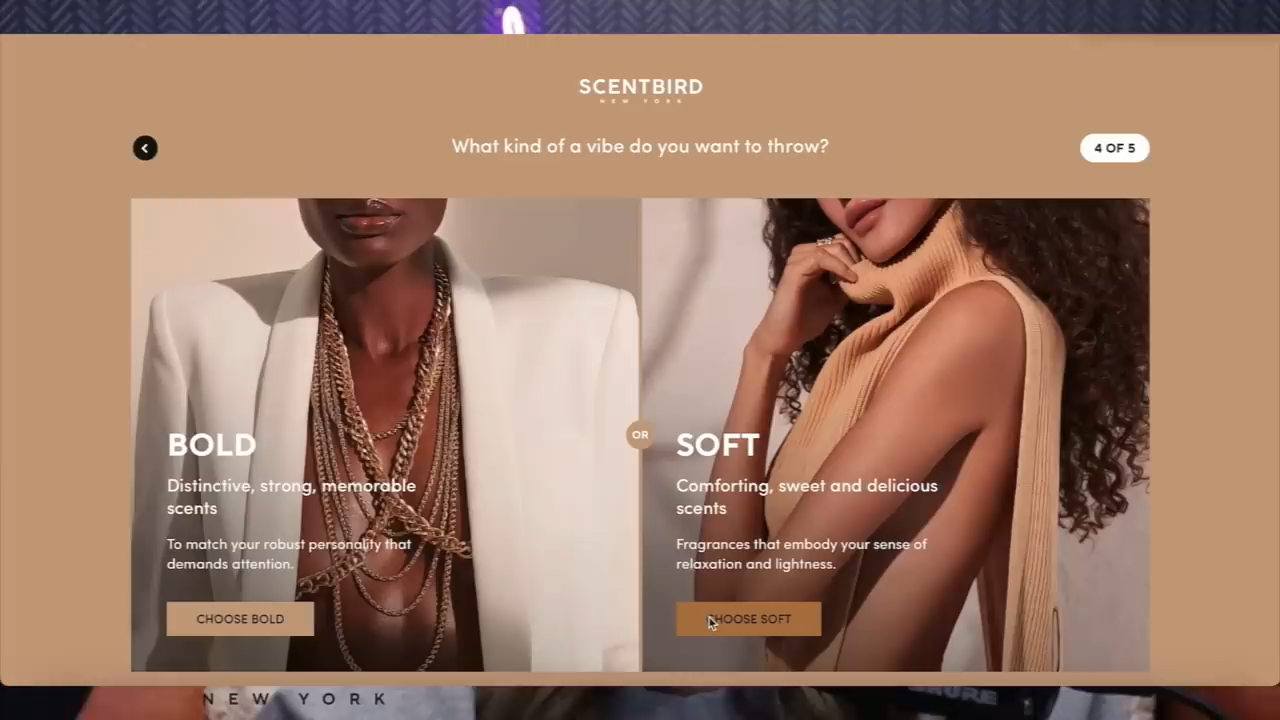 SCENTBIRD
NEW YORK
What kind of a vibe do you want to throw?
4 OF 5
BOLD
Distinctive, strong, memorable
scents
To match your robust personality that
demands attention.
CHOOSE BOLD
OR
SOFT
Comforting, sweet and delicious
scents
Fragrances that embody your sense of
relaxation and lightness.
CHOOSE SOFT
NEW YORK
SHURE